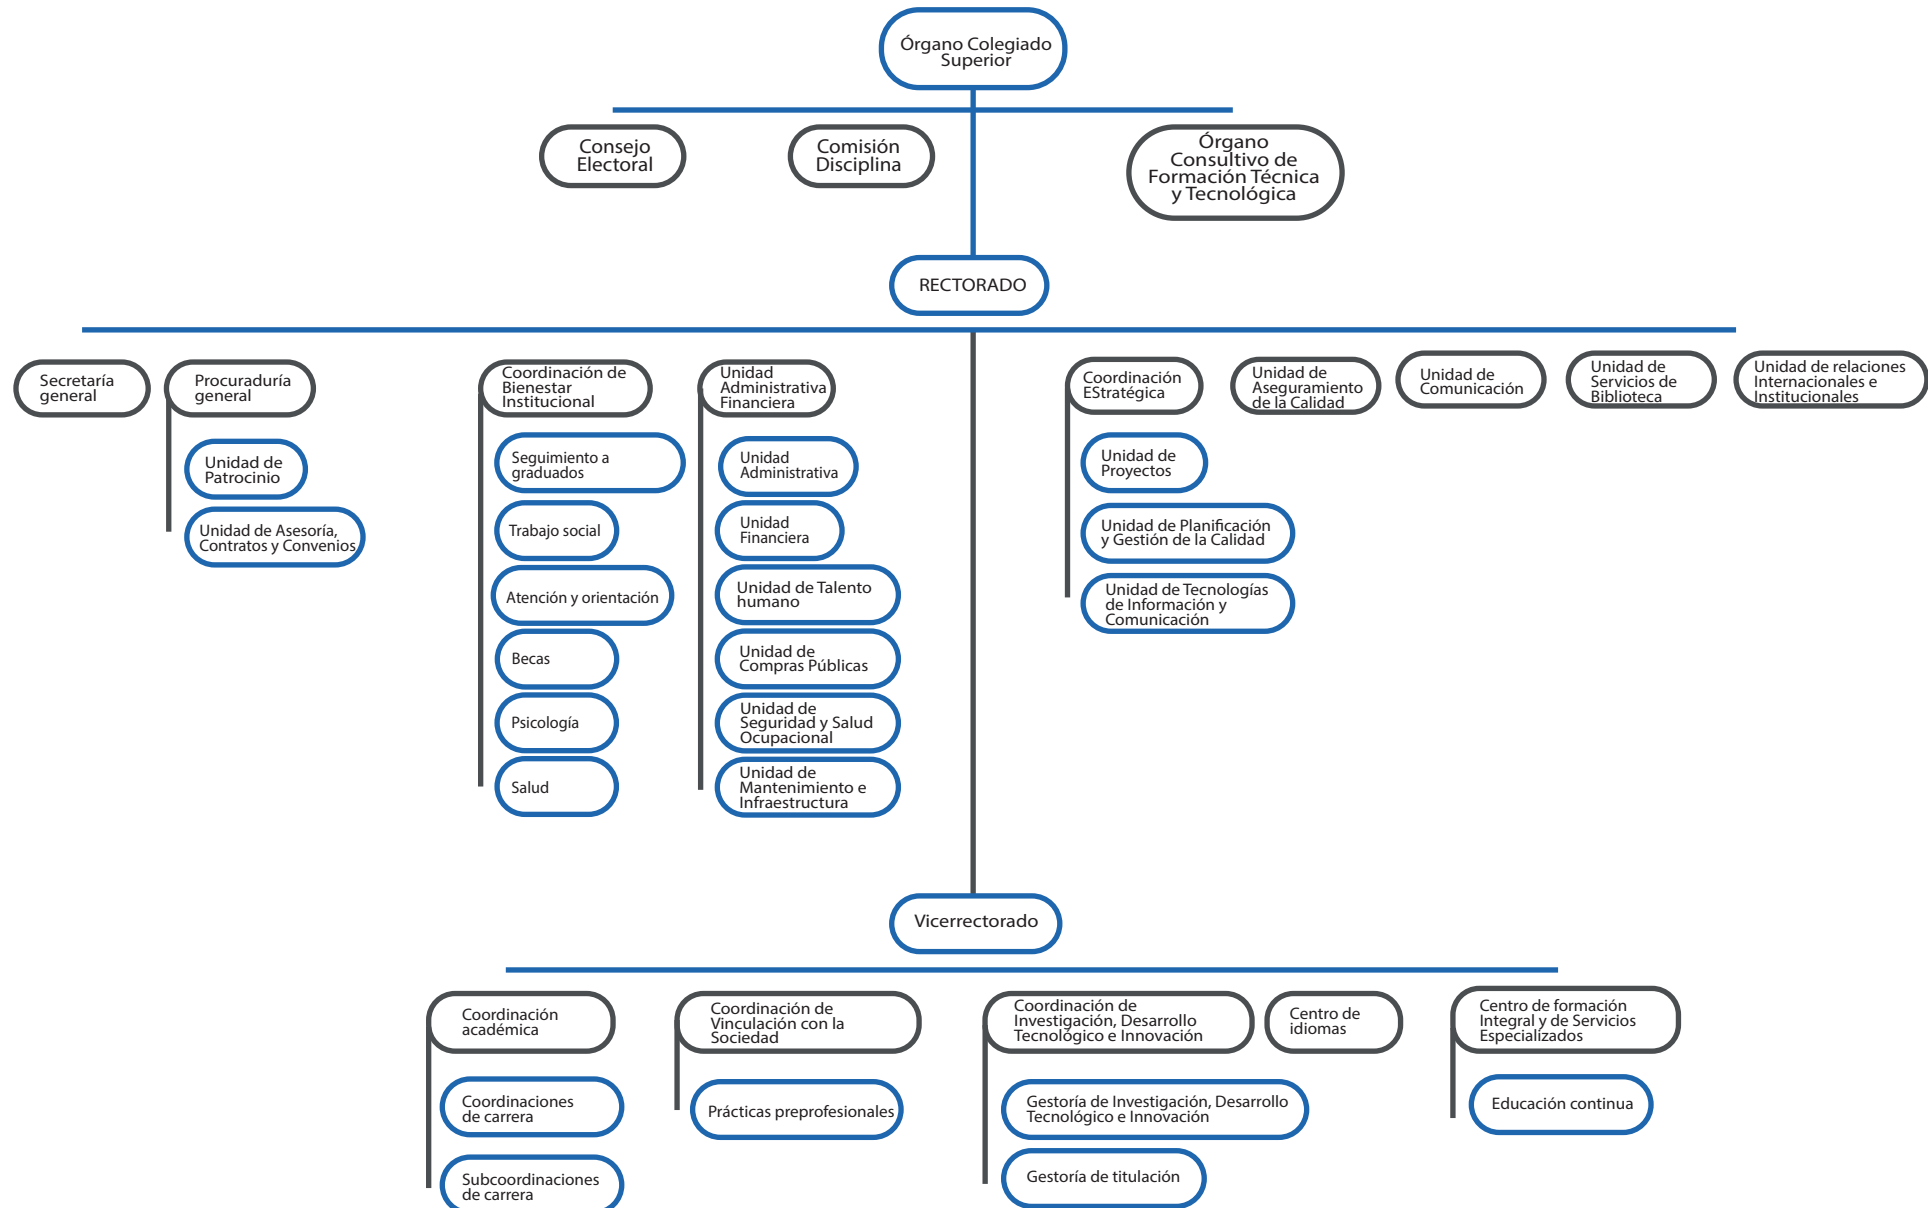 Órgano Colegiado
Superior
Consejo
Electoral
Comisión
Disciplina
Órgano
Consultivo de
Formación Técnica
y Tecnológica
RECTORADO
Secretaría
general
Procuraduría
general
Unidad de
Patrocinio
Unidad de Asesoría,
Contratos y Convenios
Coordinación de
Bienestar
Institucional
Seguimiento a
graduados
Trabajo social
Atención y orientación
Becas
Psicología
Salud
Unidad
Administrativa
Financiera
Unidad
Administrativa
Unidad
Financiera
Unidad de Talento
humano
Unidad de
Compras Públicas
Unidad de
Seguridad y Salud
Ocupacional
Unidad de
Mantenimiento e
Infraestructura
Coordinación
EStratégica
Unidad de
Proyectos
Unidad de Planificación
y Gestión de la Calidad
Unidad de Tecnologías
de Información y
Comunicación
Unidad de
Aseguramiento
de la Calidad
Unidad de
Comunicación
Unidad de
Servicios de
Biblioteca
Unidad de relaciones
Internacionales e
Institucionales
Vicerrectorado
Coordinación
académica
Coordinaciones
de carrera
Subcoordinaciones
de carrera
Coordinación de
Vinculación con la
Sociedad
Prácticas preprofesionales
Coordinación de
Investigación, Desarrollo
Tecnológico e Innovación
Gestoría de Investigación, Desarrollo
Tecnológico e Innovación
Gestoría de titulación
Centro de
idiomas
Centro de formación
Integral y de Servicios
Especializados
Educación continua